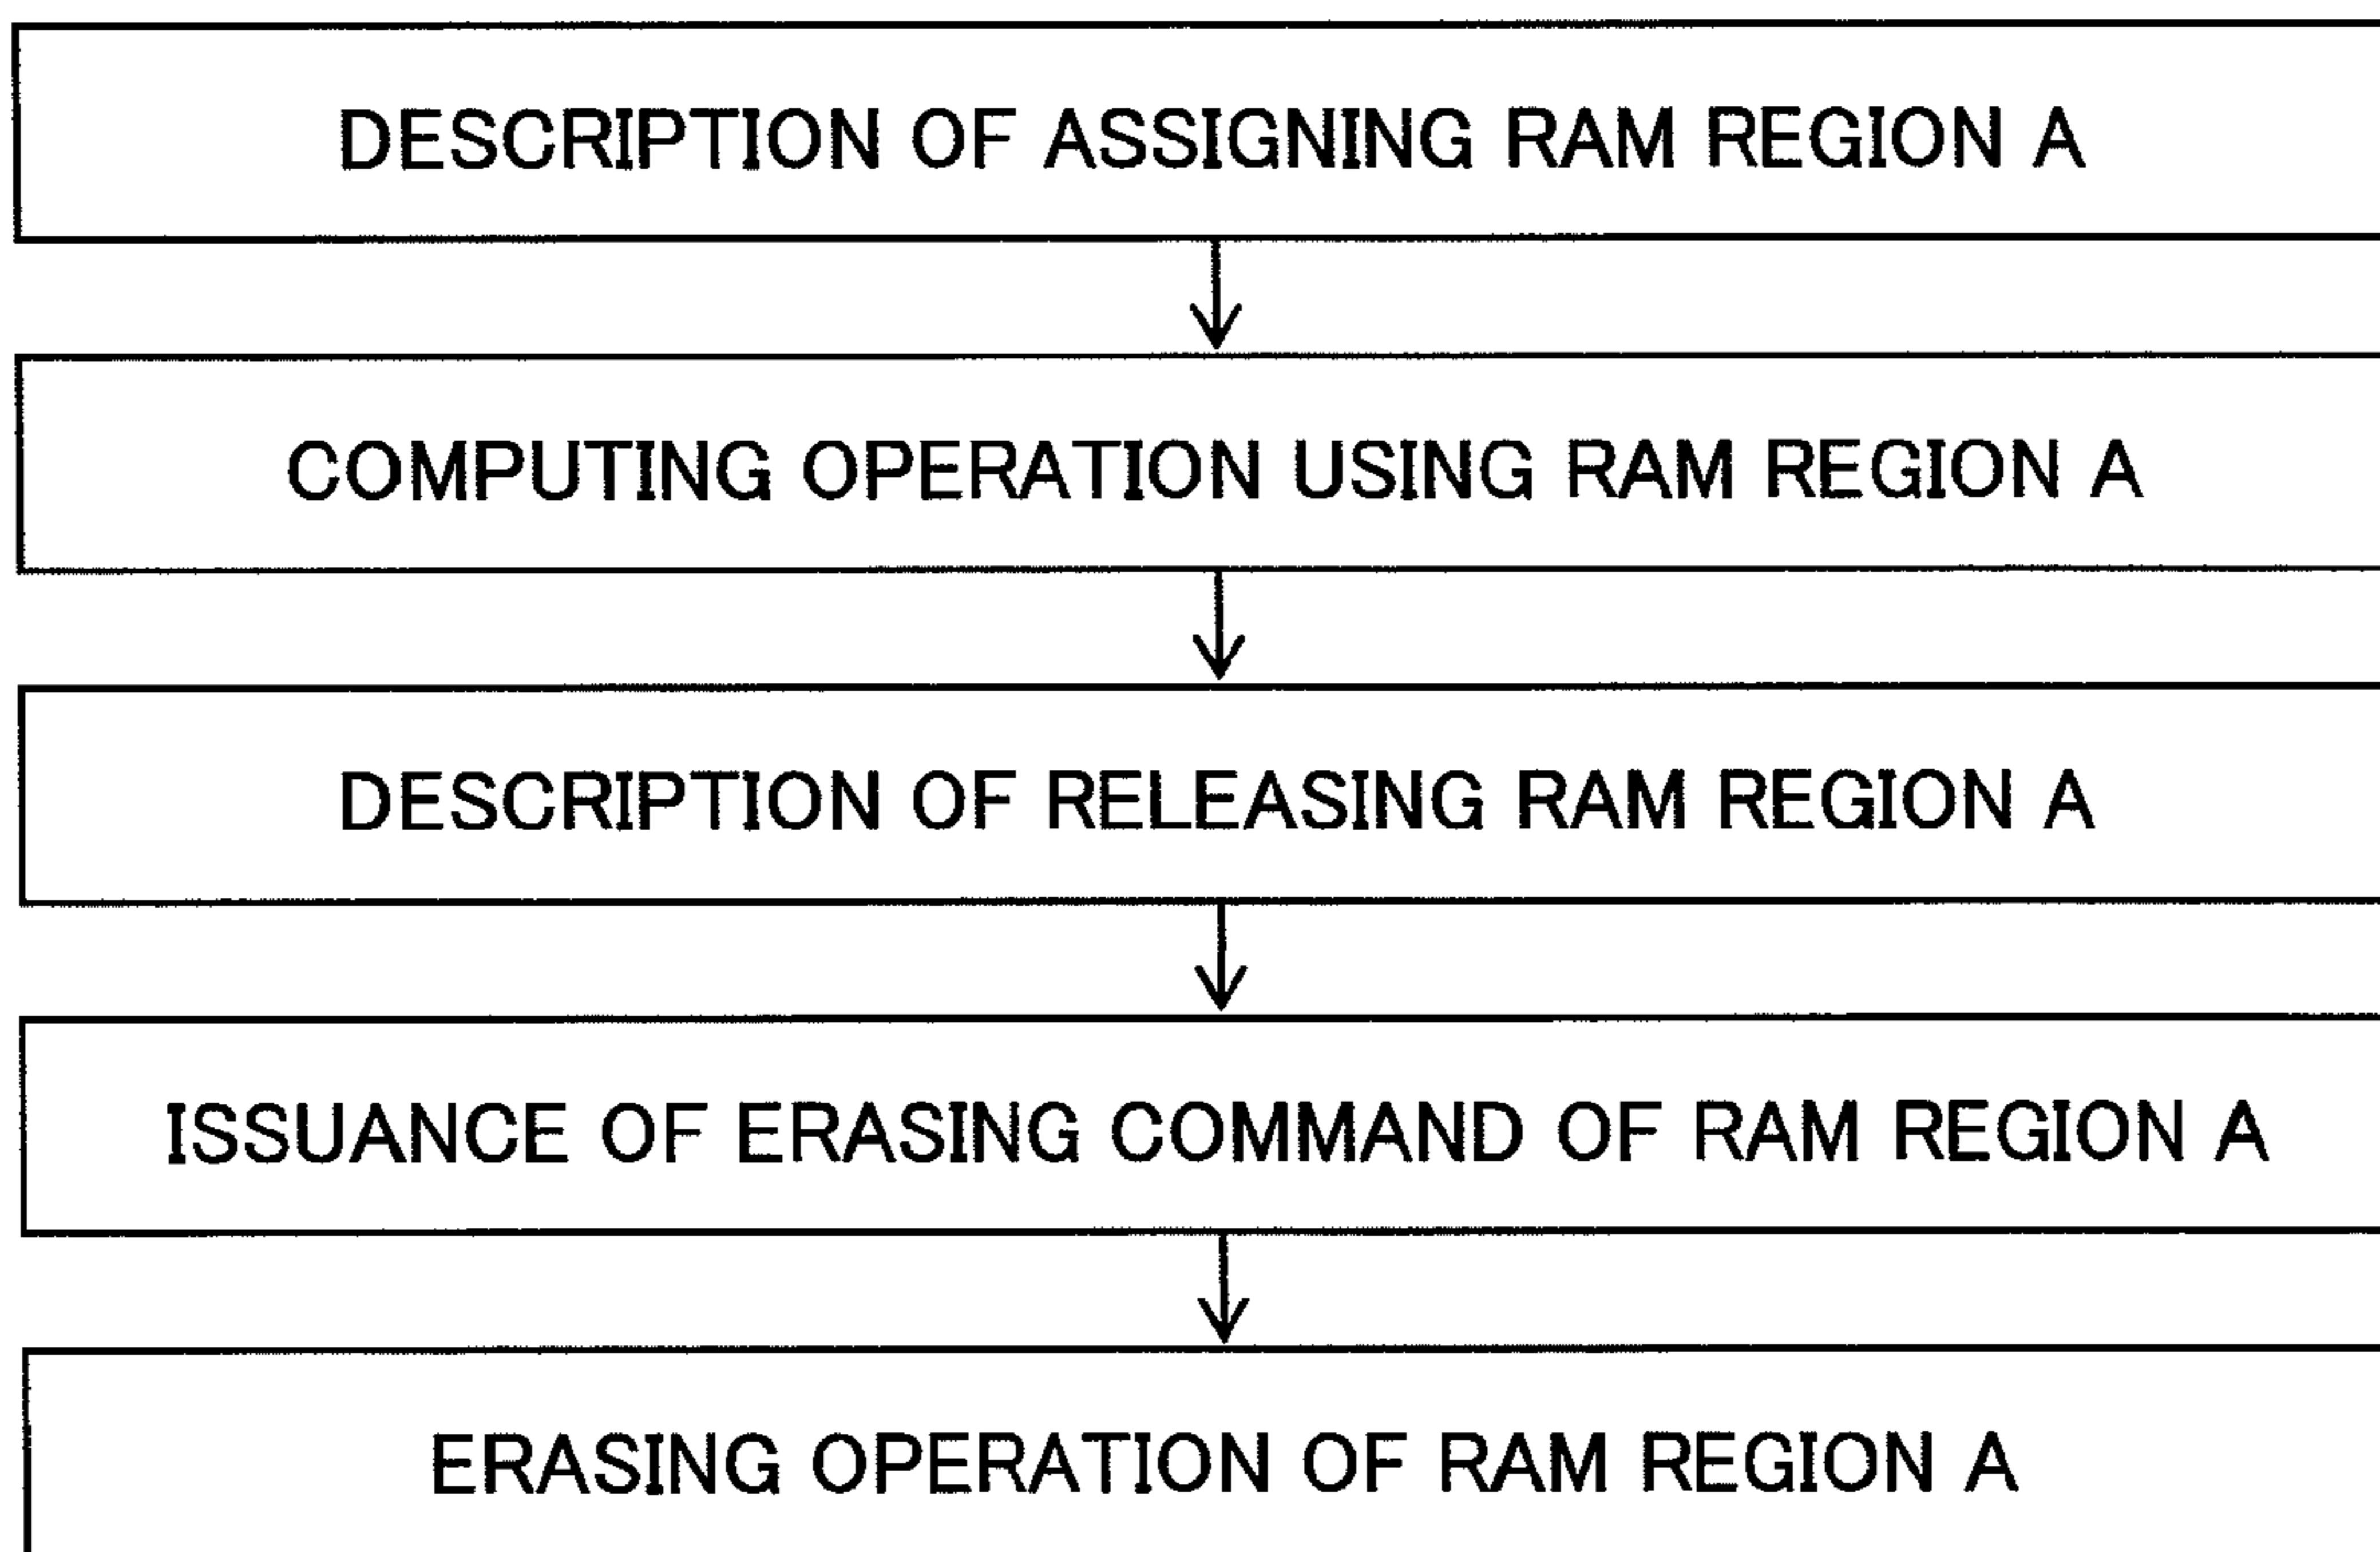 DESCRIPTION OF ASSIGNING RAM REGION A
COMPUTING OPERATION USING RAM REGION A
DESCRIPTION OF RELEASING RAM REGION A
ISSUANCE OF ERASING COMMAND OF RAM REGION A
ERASING OPERATION OF RAM REGION A